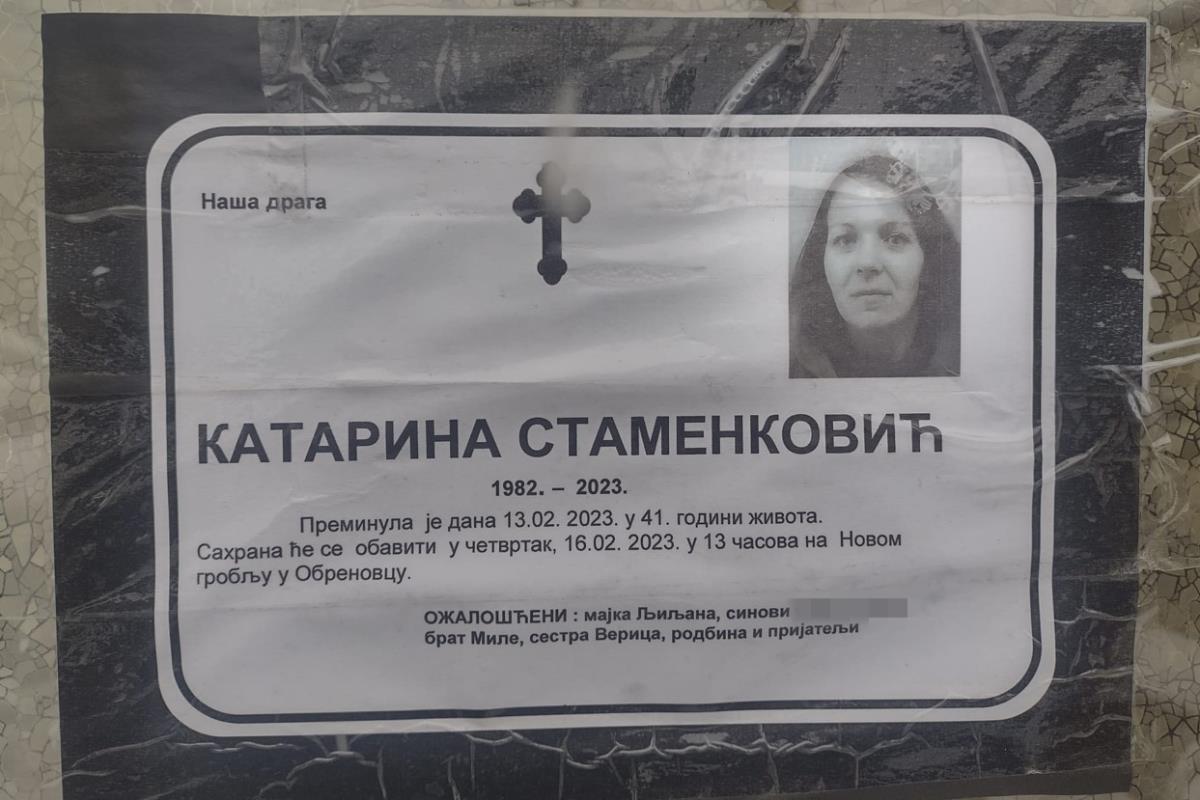 Наша драга
КАТАРИНА СТАМЕНКОВИЋ
1982. – 2023.
Преминула је дана 13.02. 2023. у 41. години живота.
Сахрана ће се обавити у четвртак, 16.02. 2023. у 13 часова на Новом
гробљу у Обреновцу.
ОЖАЛОШЋЕНИ : мајка Љиљана, синови
брат Миле, сестра Верица, родбина и пријатељи